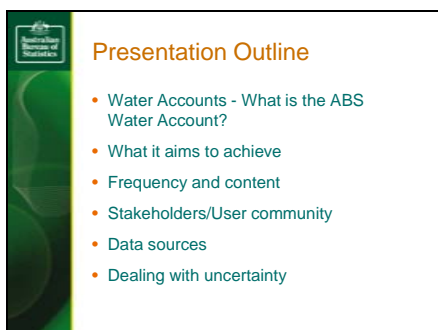 Australian
Bureau of
Statistics
Presentation Outline
• Water Accounts - What is the ABS
Water Account?
• What it aims to achieve
• Frequency and content
• Stakeholders/User community
• Data sources
• Dealing with uncertainty